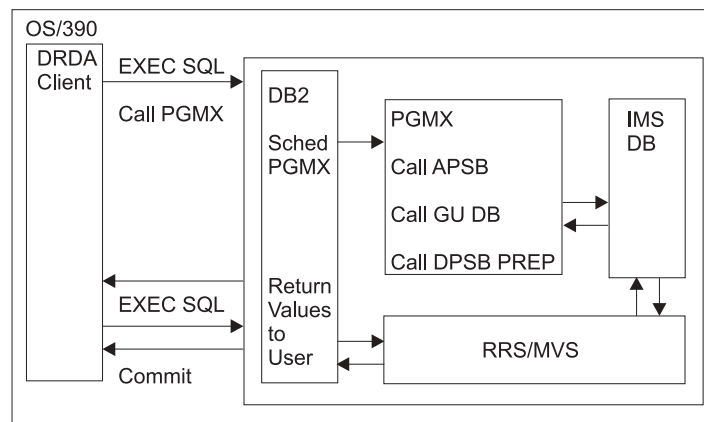 OS/390
DRDA
Client
EXEC SQL
Call PGMX
EXEC SQL
Commit
DB2
Sched
PGMX
Return
Values
to
User
PGMX
Call APSB
Call GU DB
Call DPSB PREP
IMS
DB
RRS/MVS